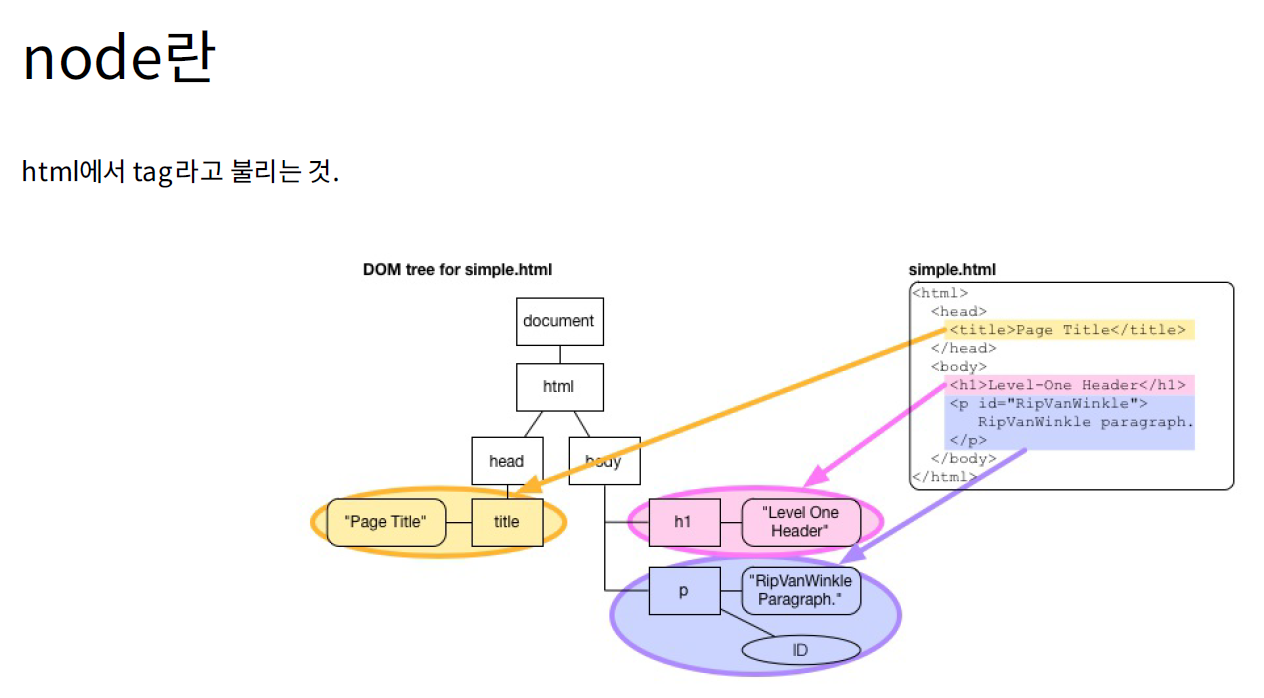 node란
html에서 tag라고 불리는 것.
DOM tree for simple.html
document
html
head
body
"Page Title"
title
h1
"Level One
Header"
p
"RipVanWinkle
Paragraph."
ID
simple.html
<html>
<head>
<title>Page Title</title>
</head>
<body>
<h1>Level-One Header</h1>
<p id="RipVanWinkle">
RipVanWinkle paragraph.
</p>
</body>
</html>